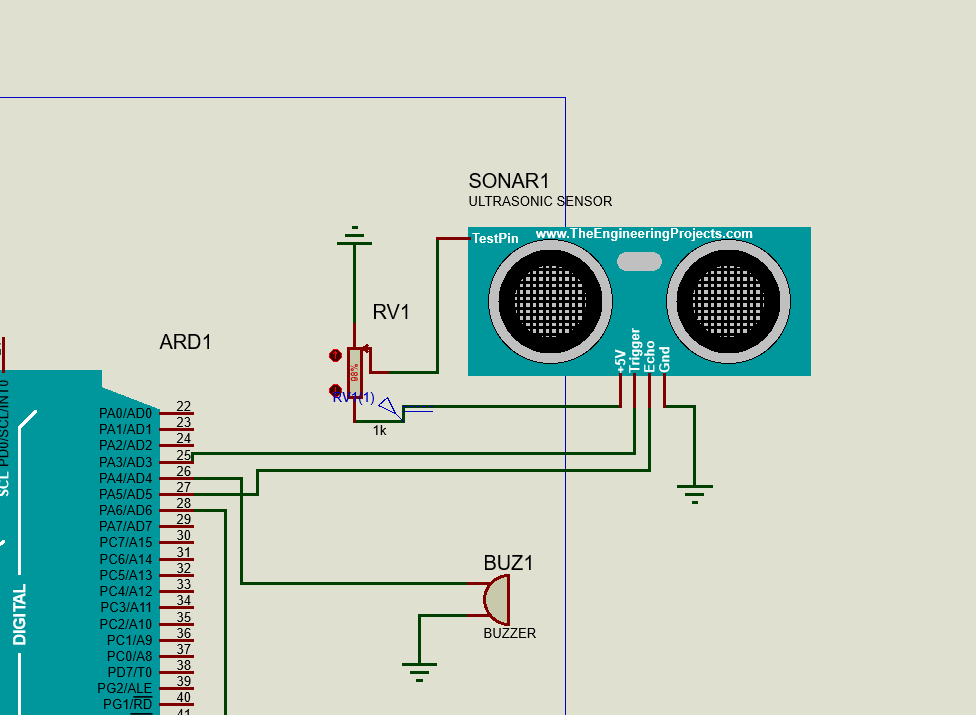 SONAR1
ULTRASONIC SENSOR
TestPin
www.TheEngineeringProjects.com
RV1
98%
RV1(1)
1k
+5V
Trigger
Echo
Gnd
ARD1
PD0/SCL/INT0
SCL
DIGITAL
PA0/AD0 22
PA1/AD1 23
PA2/AD2 24
PA3/AD3 25
PA4/AD4 26
PA5/AD5 27
PA6/AD6 28
PA7/AD7 29
PC7/A15 30
PC6/A14 31
PC5/A13 32
PC4/A12 33
PC3/A11 34
PC2/A10 35
PC1/A9 36
PC0/A8 37
PD7/T0 38
PG2/ALE 39
PG1/RD 40
41
BUZ1
BUZZER